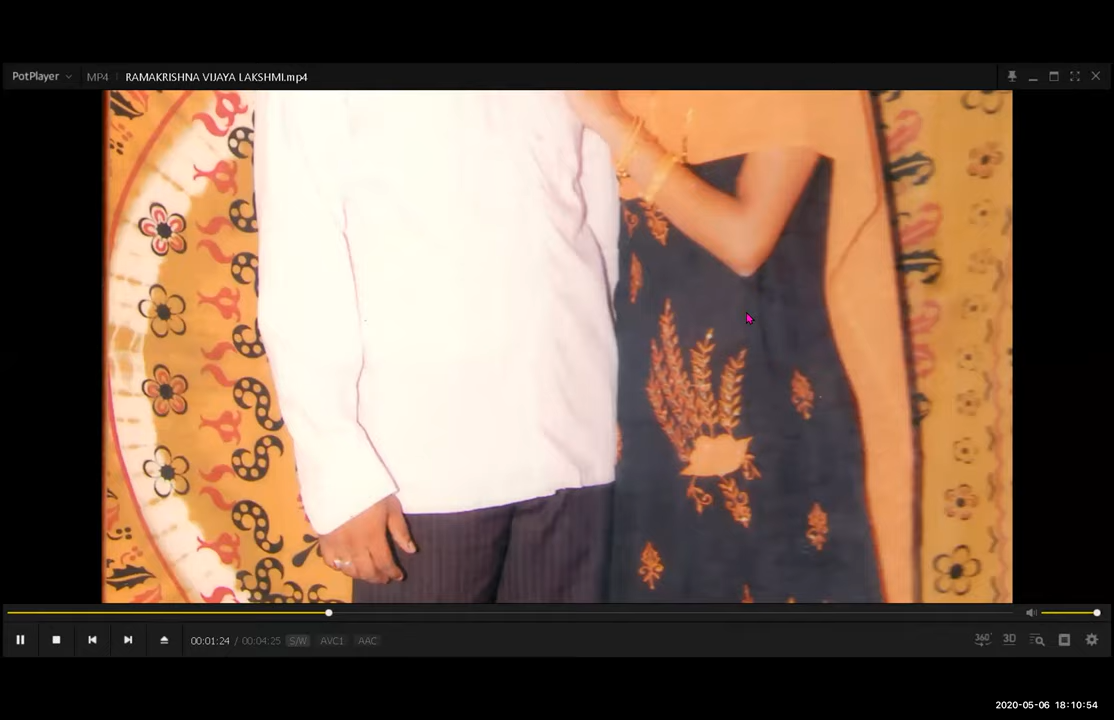 PotPlayer MP4 RAMAKRISHNA VIJAYA LAKSHMI.mp4
00:01:24 / 00:04:25 S/W AVC1 AAC 360° 3D
2020-05-06 18:10:54